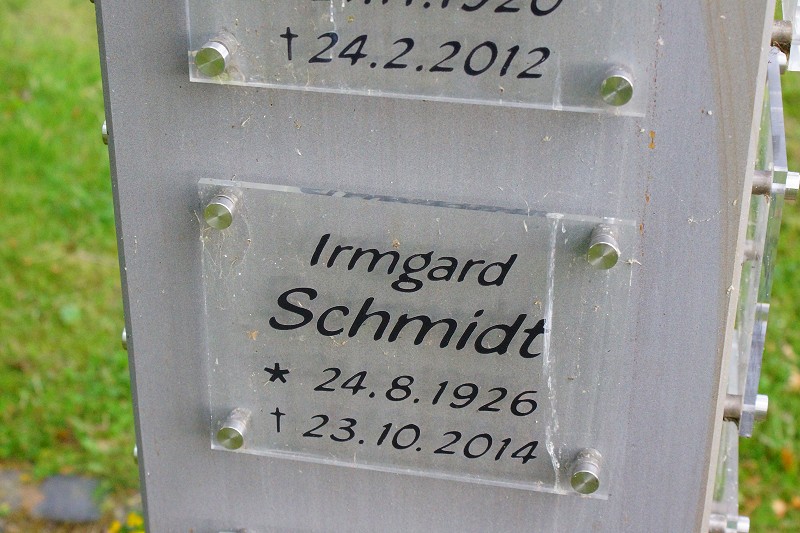 † 24.2.2012
Irmgard
Schmidt
* 24.8.1926
† 23.10.2014